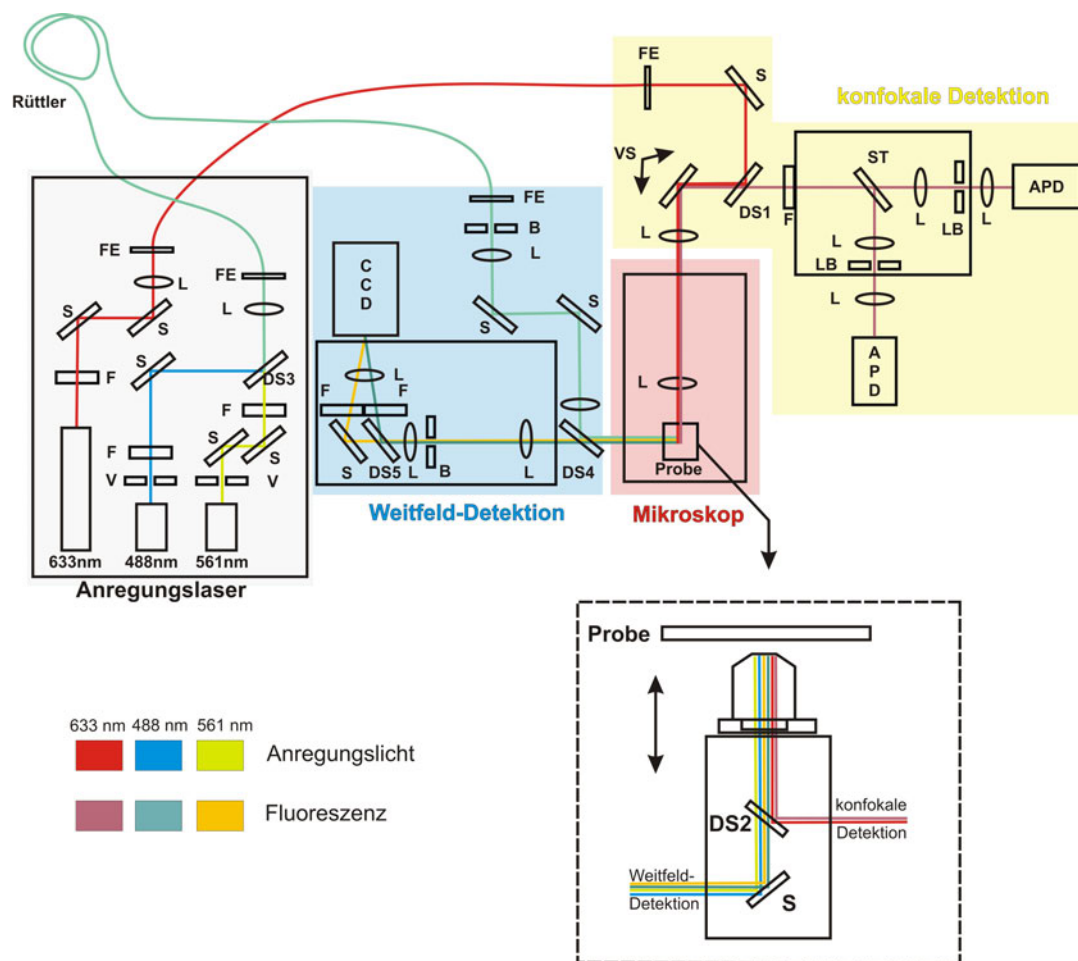 Rüttler
FE
S
konfokale Detektion
VS
ST
DS1
F
L
LB
L
APD
L
LB
L
APD
FE
B
L
S
S
CCD
L
F
F
S
DS5
L
B
L
DS4
L
L
Probe
Weitfeld-Detektion
Mikroskop
FE
L
S
S
FE
L
S
DS3
F
F
S
S
F
V
V
633nm
488nm
561nm
Anregungslaser
Probe
DS2
konfokale
Detektion
Weitfeld-
Detektion
S
633 nm
488 nm
561 nm
Anregungslicht
Fluoreszenz